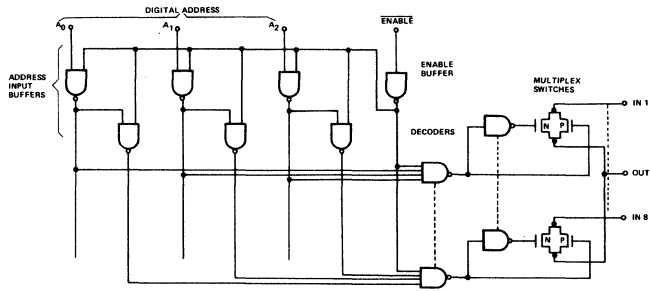 DIGITAL ADDRESS
A0 A1 A2 ENABLE
ADDRESS
INPUT
BUFFERS
ENABLE
BUFFER
DECODERS
MULTIPLEX
SWITCHES
N P
IN 1
OUT
N P
IN 8